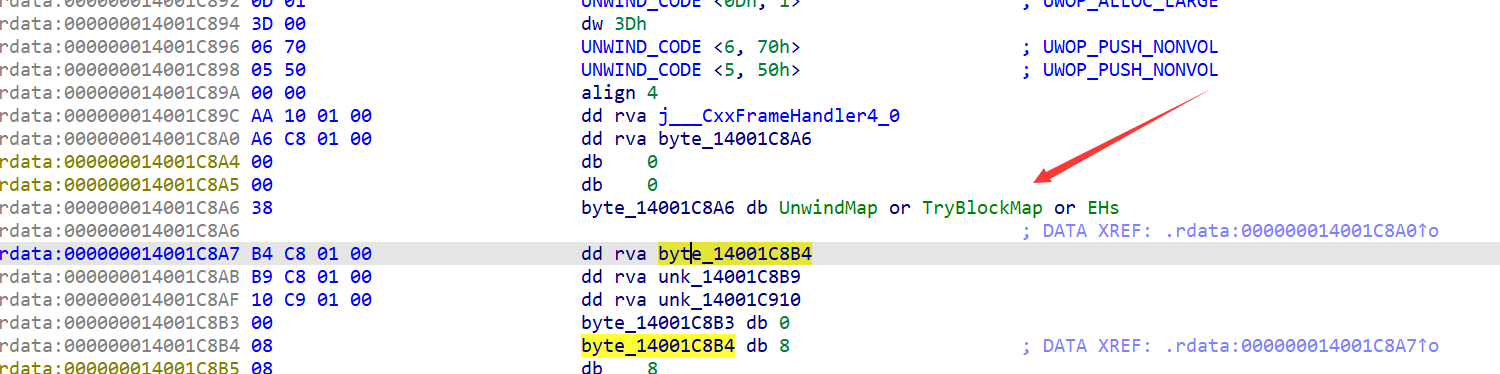 rdata:000000014001C892 0D 01 UNWIND_CODE <0Dh, 1> ; UWOP_ALLOC_LARGE
rdata:000000014001C894 3D 00 dw 3Dh
rdata:000000014001C896 06 70 UNWIND_CODE <6, 70h> ; UWOP_PUSH_NONVOL
rdata:000000014001C898 05 50 UNWIND_CODE <5, 50h> ; UWOP_PUSH_NONVOL
rdata:000000014001C89A 00 00 align 4
rdata:000000014001C89C AA 10 01 00 dd rva j___CxxFrameHandler4_0
rdata:000000014001C8A0 A6 C8 01 00 dd rva byte_14001C8A6
rdata:000000014001C8A4 00 db 0
rdata:000000014001C8A5 00 db 0
rdata:000000014001C8A6 38 byte_14001C8A6 db UnwindMap or TryBlockMap or EHs
rdata:000000014001C8A6 ; DATA XREF: .rdata:000000014001C8A0↑o
rdata:000000014001C8A7 B4 C8 01 00 dd rva byte_14001C8B4
rdata:000000014001C8AB B9 C8 01 00 dd rva unk_14001C8B9
rdata:000000014001C8AF 10 C9 01 00 dd rva unk_14001C910
rdata:000000014001C8B3 00 byte_14001C8B3 db 0
rdata:000000014001C8B4 08 byte_14001C8B4 db 8 ; DATA XREF: .rdata:000000014001C8A7↑o
rdata:000000014001C8B5 08 db 8